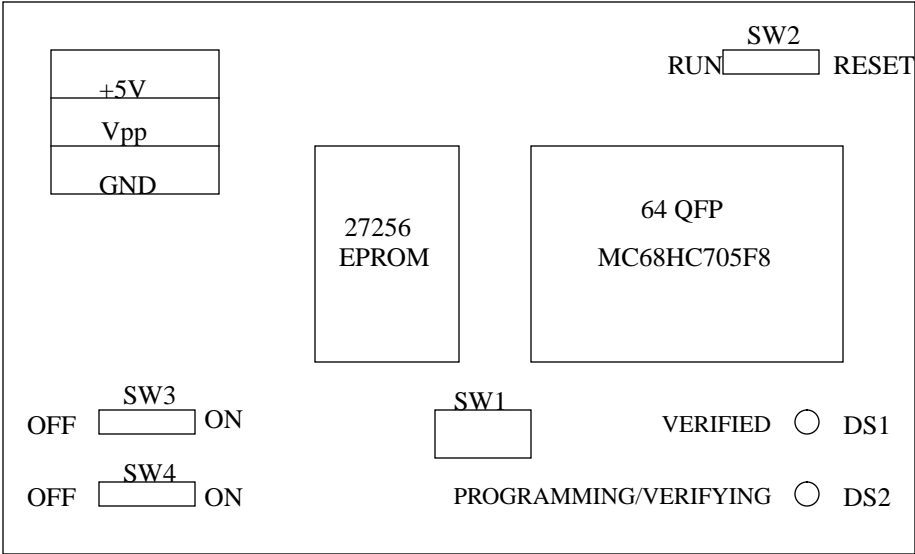 SW2
RUN RESET
+5V
Vpp
GND
27256
EPROM
64 QFP
MC68HC705F8
SW3
OFF ON
SW1
VERIFIED DS1
SW4
OFF ON
PROGRAMMING/VERIFYING DS2